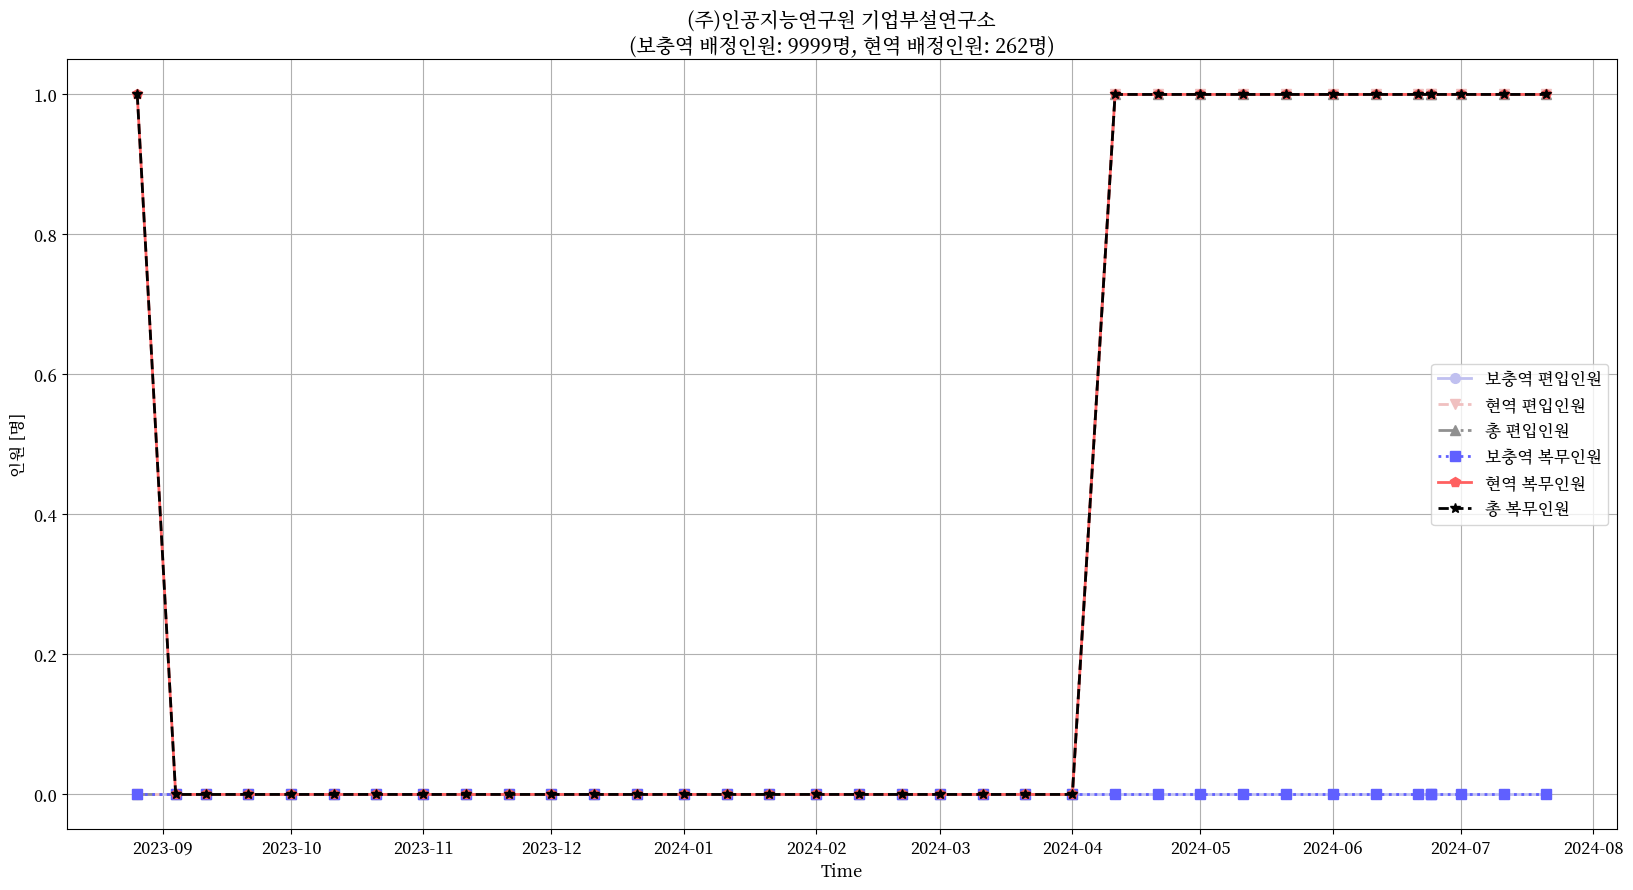 (주)인공지능연구원 기업부설연구소
(보충역 배정인원: 9999명, 현역 배정인원: 262명)
1.0
0.8
0.6
0.4
0.2
0.0
인원 [명]
보충역 편입인원
현역 편입인원
총 편입인원
보충역 복무인원
현역 복무인원
총 복무인원
2023-09 2023-10 2023-11 2023-12 2024-01 2024-02 2024-03 2024-04 2024-05 2024-06 2024-07 2024-08
Time